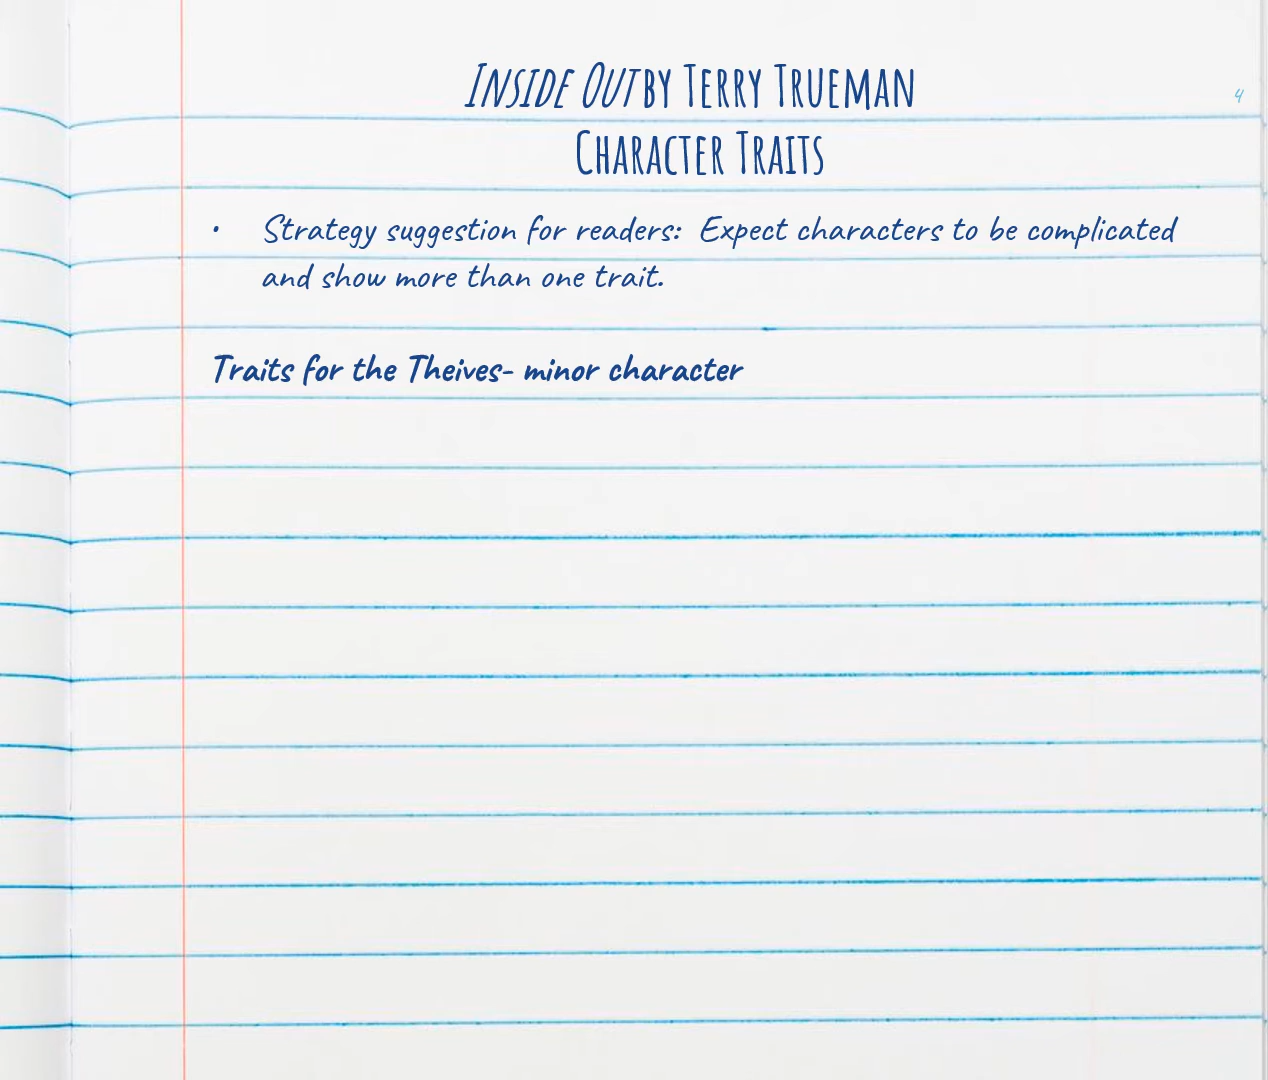 Inside Out by Terry Trueman
4
Character Traits
• Strategy suggestion for readers: Expect characters to be complicated
and show more than one trait.
Traits for the Theives- minor character